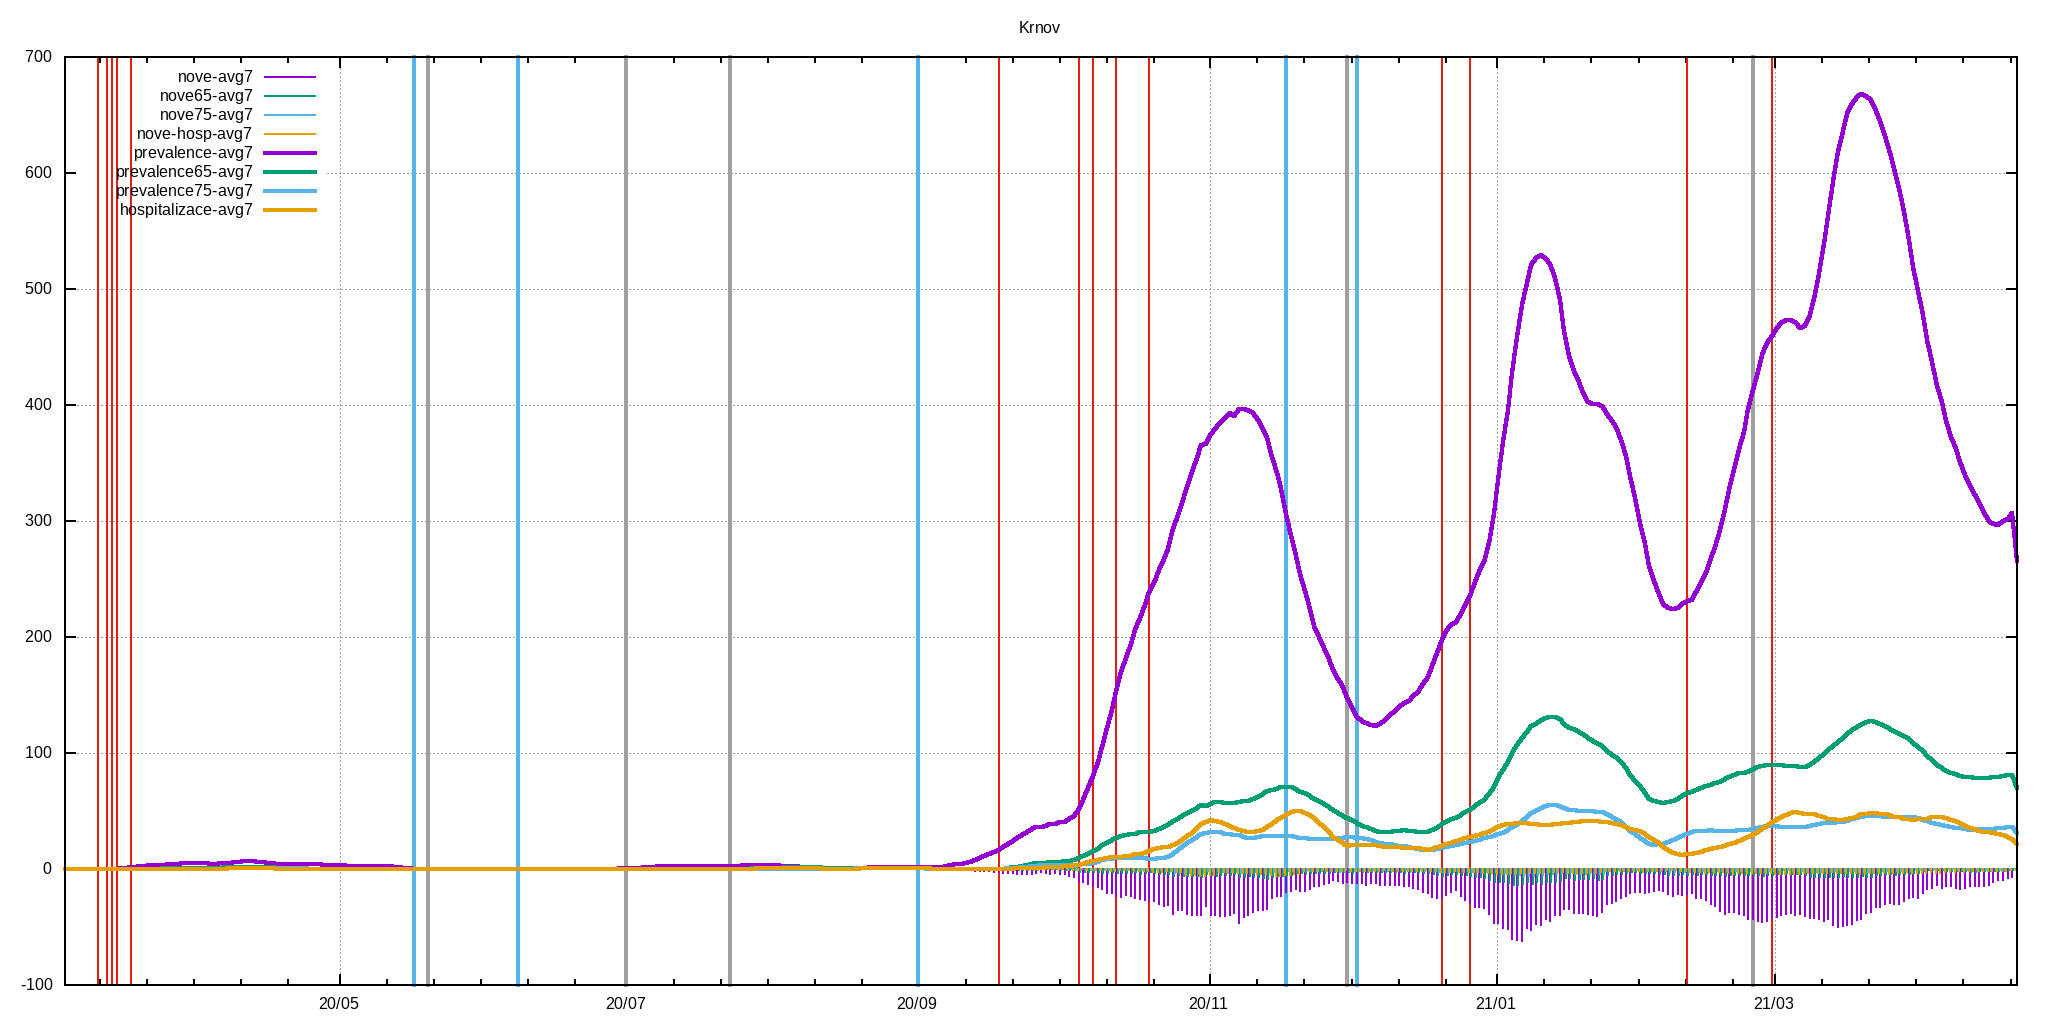 Krnov
700
nove-avg7
nove65-avg7
nove75-avg7
nove-hosp-avg7
prevalence-avg7
600
prevalence65-avg7
prevalence75-avg7
hospitalizace-avg7
500
400
300
200
100
0
-100
20/05
20/07
20/09
20/11
21/01
21/03